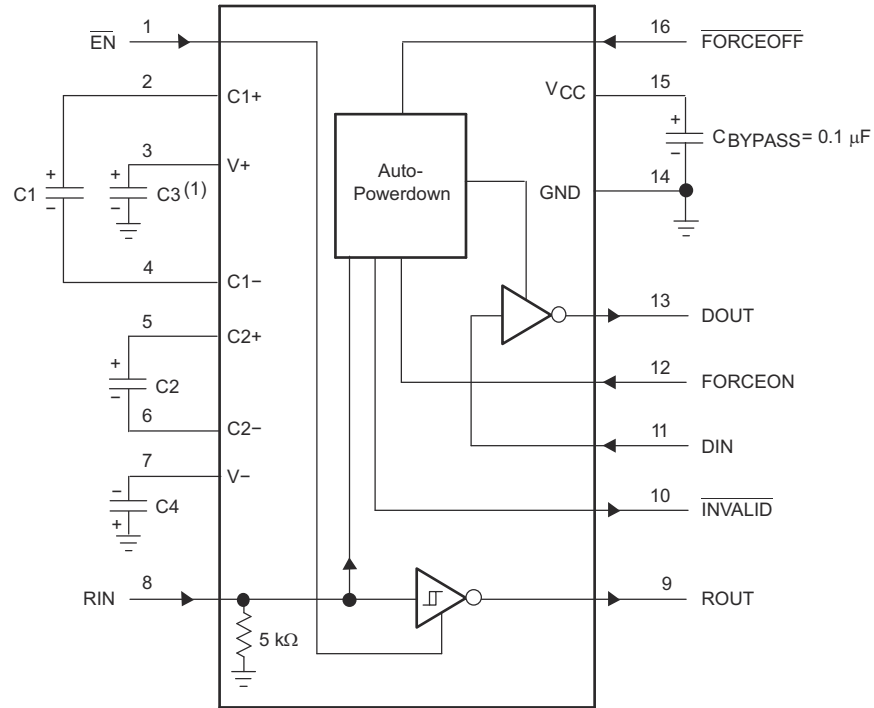 1
EN̅
2
C1+
3
V+
+
−
C1
+
−
C3(1)
4
C1−
5
C2+
+
−
C2
6
C2−
7
V−
−
+
C4
8
RIN
5 kΩ
Auto-
Powerdown
16
FORCEOFF
15
VCC
+
−
CBYPASS = 0.1 μF
14
GND
13
DOUT
12
FORCEON
11
DIN
10
INVALID
9
ROUT